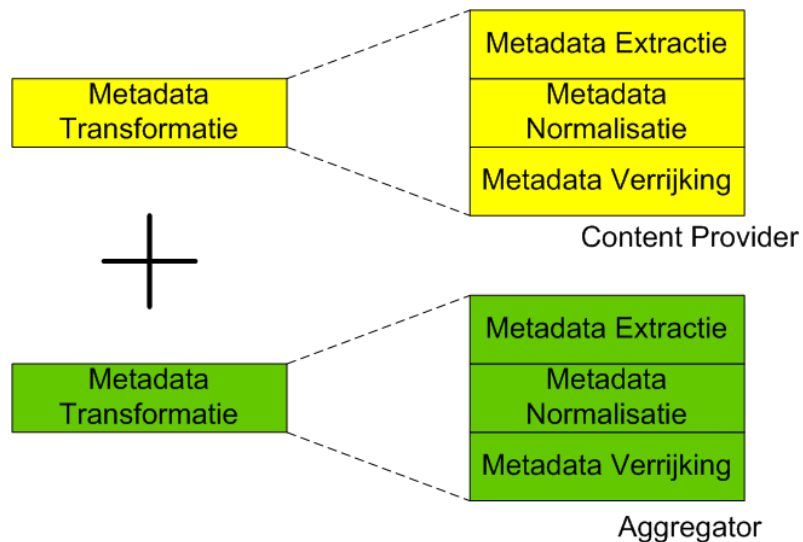 Metadata
Transformatie
Metadata Extractie
Metadata
Normalisatie
Metadata Verrijking
Content Provider
Metadata
Transformatie
Metadata Extractie
Metadata
Normalisatie
Metadata Verrijking
Aggregator